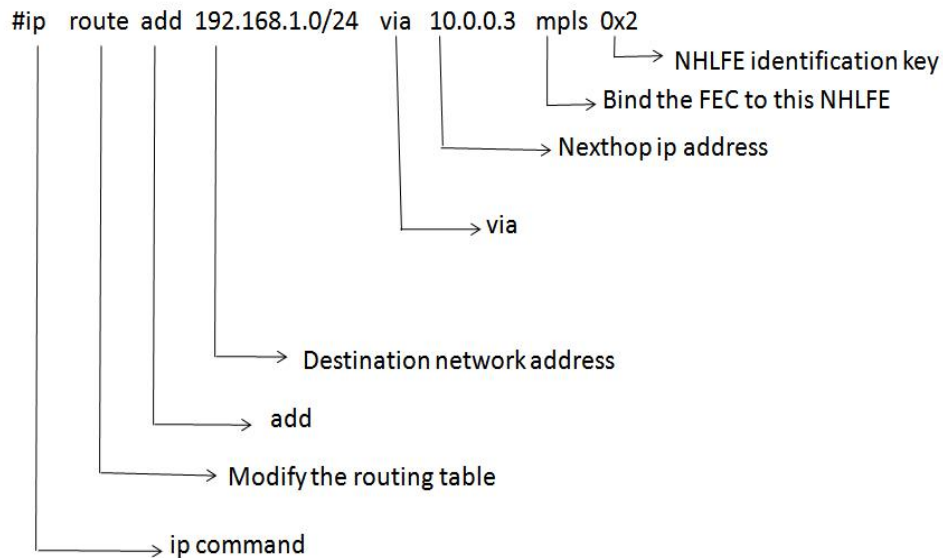 #ip route add 192.168.1.0/24 via 10.0.0.3 mpls 0x2
NHLFE identification key
Bind the FEC to this NHLFE
Nexthop ip address
via
Destination network address
add
Modify the routing table
ip command